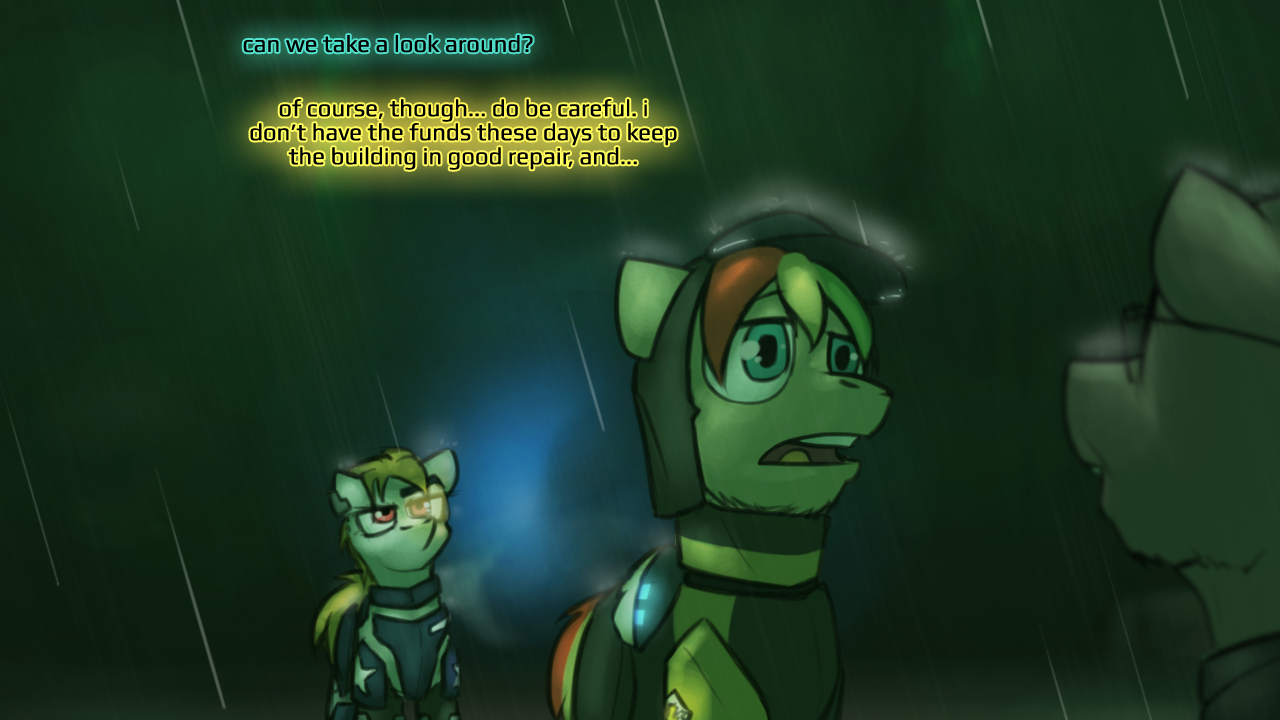 can we take a look around?
of course, though... do be careful. i
don't have the funds these days to keep
the building in good repair, and...